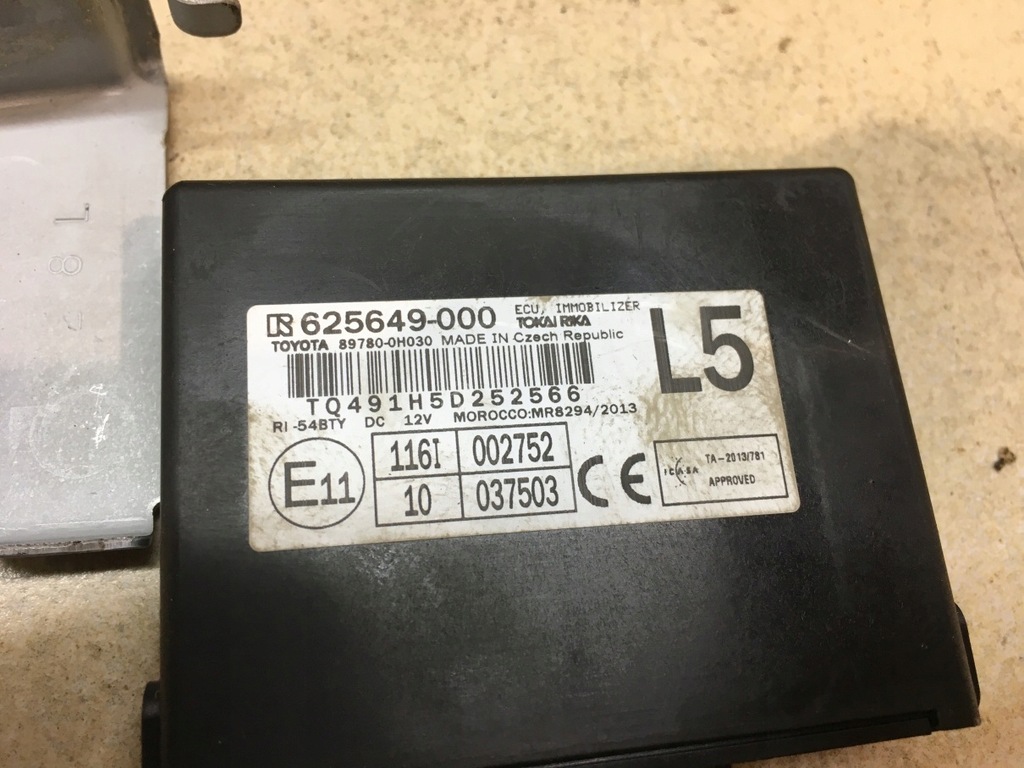 625649-000
ECU, IMMOBILIZER
TOKAI RIKA
L5
TOYOTA 89780-0H030 MADE IN Czech Republic
TQ491H5D252566
RI-54BTY DC 12V MOROCCO:MR8294/2013
E11
116I 002752
10 037503
CE
ICASA
TA-2013/781
APPROVED